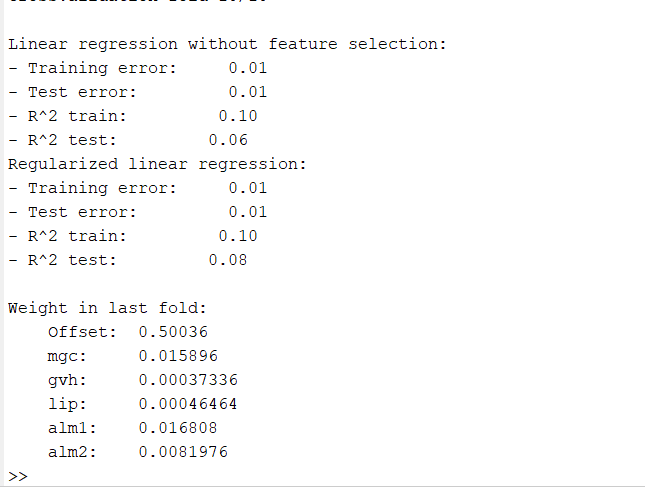 Linear regression without feature selection:
- Training error: 0.01
- Test error: 0.01
- R^2 train: 0.10
- R^2 test: 0.06
Regularized linear regression:
- Training error: 0.01
- Test error: 0.01
- R^2 train: 0.10
- R^2 test: 0.08
Weight in last fold:
Offset: 0.50036
mgc: 0.015896
gvh: 0.00037336
lip: 0.00046464
alm1: 0.016808
alm2: 0.0081976
>>